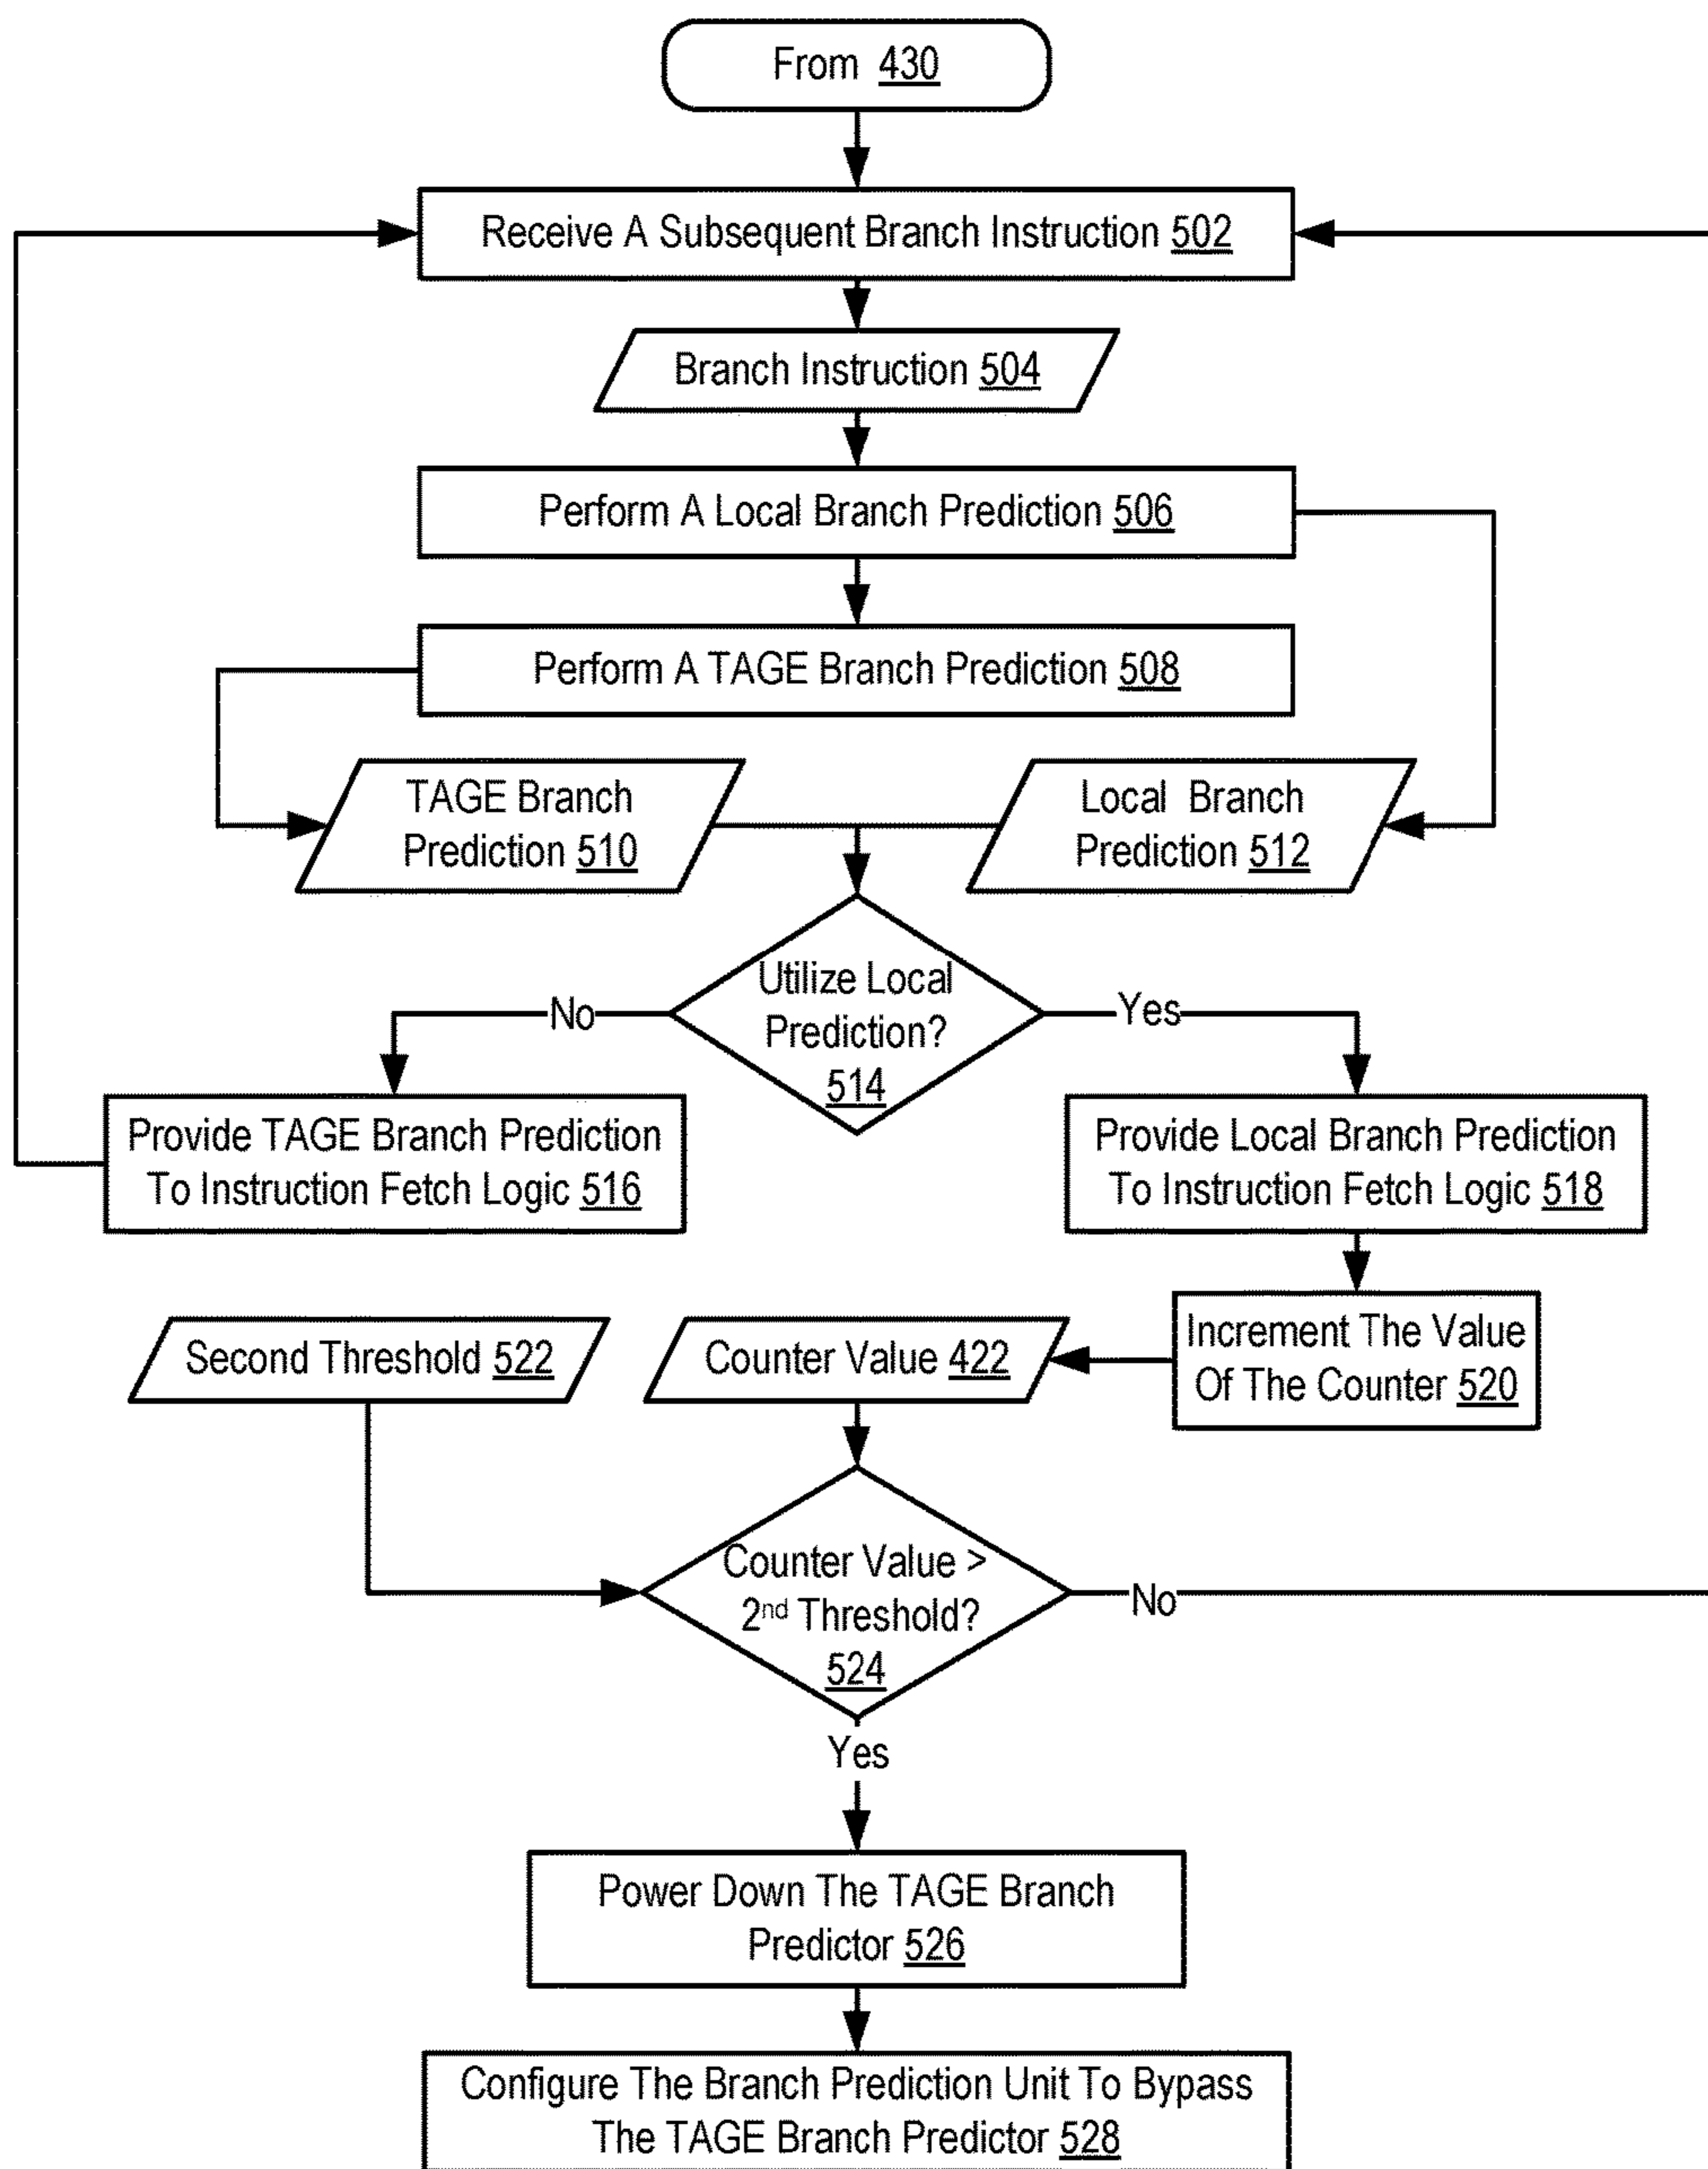 From 430
Receive A Subsequent Branch Instruction 502
Branch Instruction 504
Perform A Local Branch Prediction 506
Perform A TAGE Branch Prediction 508
TAGE Branch
Prediction 510
Local Branch
Prediction 512
Utilize Local
Prediction?
514
No
Yes
Provide TAGE Branch Prediction
To Instruction Fetch Logic 516
Provide Local Branch Prediction
To Instruction Fetch Logic 518
Increment The Value
Of The Counter 520
Second Threshold 522
Counter Value 422
Counter Value >
2nd Threshold?
524
No
Yes
Power Down The TAGE Branch
Predictor 526
Configure The Branch Prediction Unit To Bypass
The TAGE Branch Predictor 528